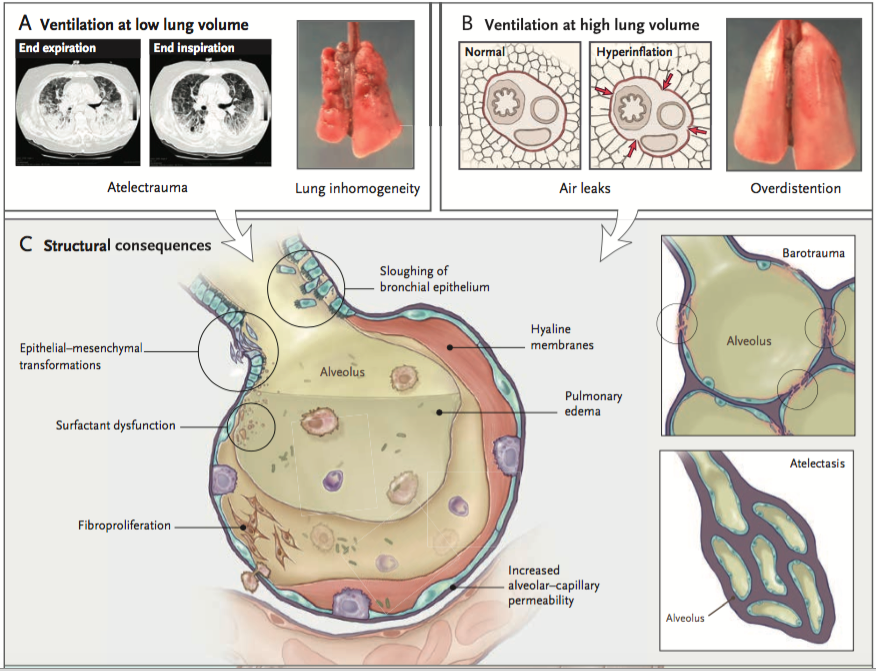 A Ventilation at low lung volume
End expiration
End inspiration
Atelectrauma
Lung inhomogeneity
B Ventilation at high lung volume
Normal
Hyperinflation
Air leaks
Overdistention
C Structural consequences
Sloughing of
bronchial epithelium
Epithelial–mesenchymal
transformations
Hyaline
membranes
Alveolus
Pulmonary
edema
Surfactant dysfunction
Fibroproliferation
Increased
alveolar–capillary
permeability
Barotrauma
Alveolus
Atelectasis
Alveolus